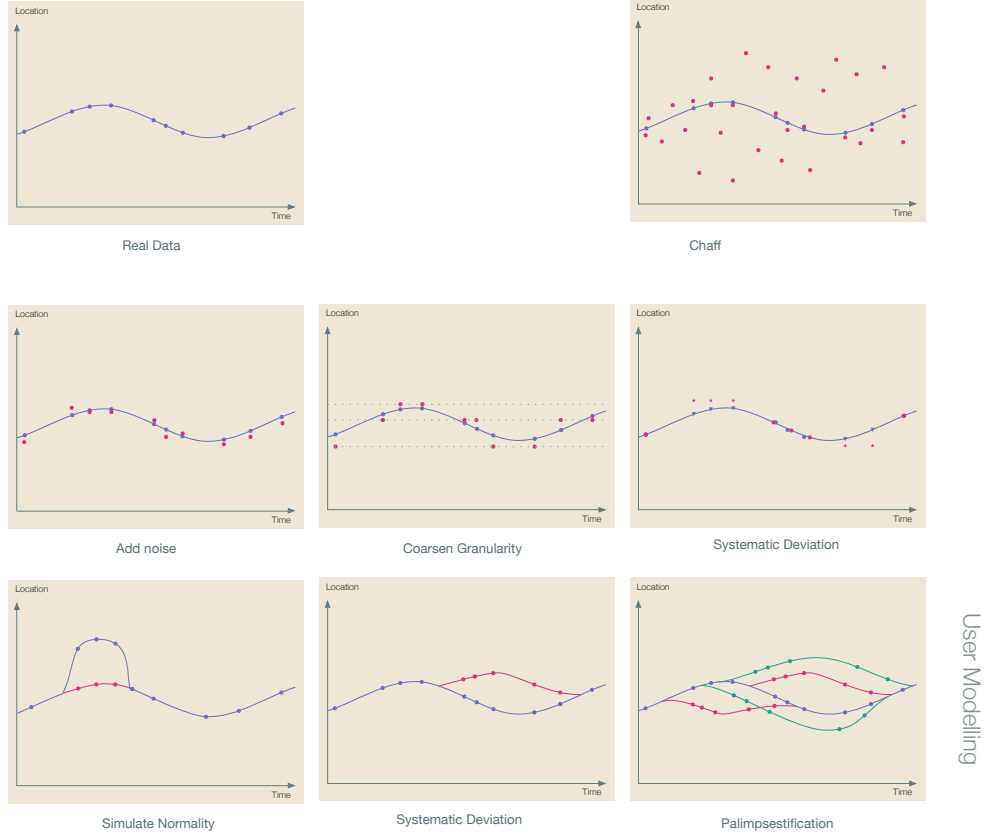 Location
Time
Real Data
Location
Time
Chaff
Location
Time
Add noise
Location
Time
Coarsen Granularity
Location
Time
Systematic Deviation
Location
Time
Simulate Normality
Location
Time
Systematic Deviation
Location
Time
Palimpsestification
User Modelling